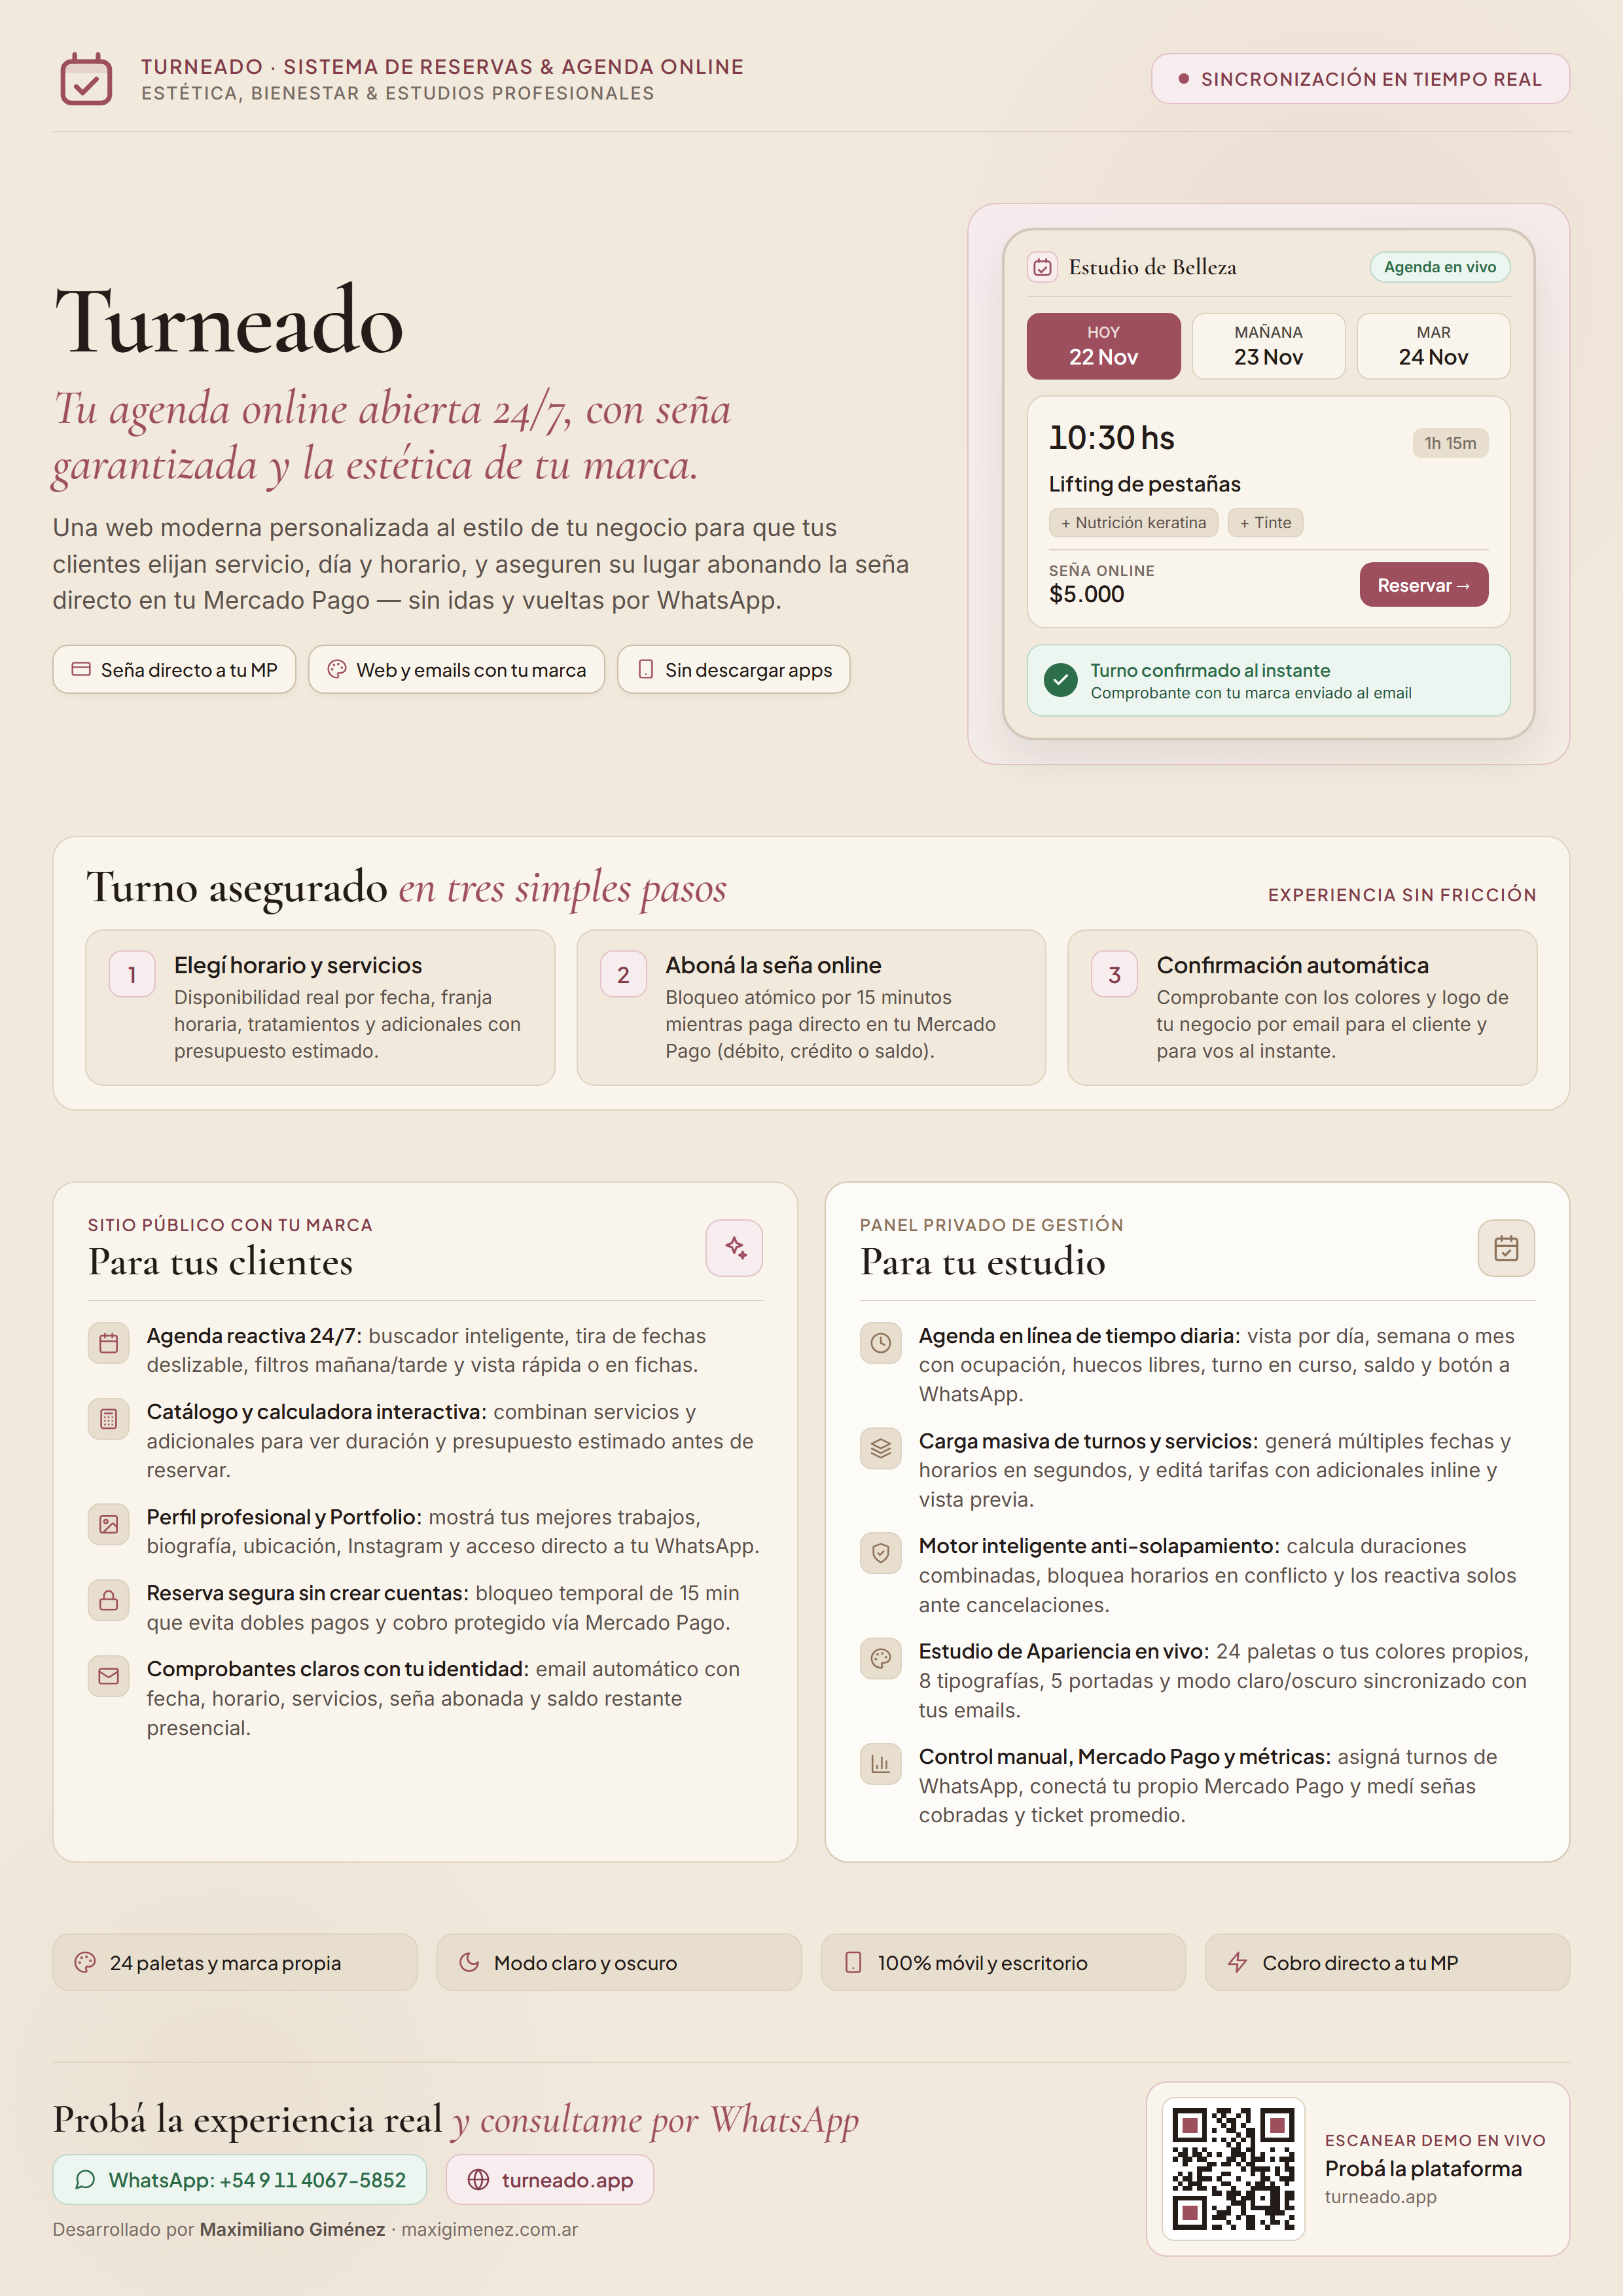 TURNEADO · SISTEMA DE RESERVAS & AGENDA ONLINE
ESTÉTICA, BIENESTAR & ESTUDIOS PROFESIONALES
SINCRONIZACIÓN EN TIEMPO REAL
Turneado
Tu agenda online abierta 24/7, con seña
garantizada y la estética de tu marca.
Una web moderna personalizada al estilo de tu negocio para que tus
clientes elijan servicio, día y horario, y aseguren su lugar abonando la seña
directo en tu Mercado Pago — sin idas y vueltas por WhatsApp.
Seña directo a tu MP
Web y emails con tu marca
Sin descargar apps
Estudio de Belleza
Agenda en vivo
HOY
22 Nov
MAÑANA
23 Nov
MAR
24 Nov
10:30 hs
1h 15m
Lifting de pestañas
+ Nutrición keratina
+ Tinte
SEÑA ONLINE
$5.000
Reservar →
Turno confirmado al instante
Comprobante con tu marca enviado al email
Turno asegurado en tres simples pasos
EXPERIENCIA SIN FRICCIÓN
1
Elegí horario y servicios
Disponibilidad real por fecha, franja
horaria, tratamientos y adicionales con
presupuesto estimado.
2
Aboná la seña online
Bloqueo atómico por 15 minutos
mientras paga directo en tu Mercado
Pago (débito, crédito o saldo).
3
Confirmación automática
Comprobante con los colores y logo de
tu negocio por email para el cliente y
para vos al instante.
SITIO PÚBLICO CON TU MARCA
Para tus clientes
Agenda reactiva 24/7: buscador inteligente, tira de fechas
deslizable, filtros mañana/tarde y vista rápida o en fichas.
Catálogo y calculadora interactiva: combinan servicios y
adicionales para ver duración y presupuesto estimado antes de
reservar.
Perfil profesional y Portfolio: mostrá tus mejores trabajos,
biografía, ubicación, Instagram y acceso directo a tu WhatsApp.
Reserva segura sin crear cuentas: bloqueo temporal de 15 min
que evita dobles pagos y cobro protegido vía Mercado Pago.
Comprobantes claros con tu identidad: email automático con
fecha, horario, servicios, seña abonada y saldo restante
presencial.
PANEL PRIVADO DE GESTIÓN
Para tu estudio
Agenda en línea de tiempo diaria: vista por día, semana o mes
con ocupación, huecos libres, turno en curso, saldo y botón a
WhatsApp.
Carga masiva de turnos y servicios: generá múltiples fechas y
horarios en segundos, y editá tarifas con adicionales inline y
vista previa.
Motor inteligente anti-solapamiento: calcula duraciones
combinadas, bloquea horarios en conflicto y los reactiva solos
ante cancelaciones.
Estudio de Apariencia en vivo: 24 paletas o tus colores propios,
8 tipografías, 5 portadas y modo claro/oscuro sincronizado con
tus emails.
Control manual, Mercado Pago y métricas: asigná turnos de
WhatsApp, conectá tu propio Mercado Pago y medí señas
cobradas y ticket promedio.
24 paletas y marca propia
Modo claro y oscuro
100% móvil y escritorio
Cobro directo a tu MP
Probá la experiencia real y consultame por WhatsApp
WhatsApp: +54 9 11 4067-5852
turneado.app
Desarrollado por Maximiliano Giménez · maxigimenez.com.ar
ESCANEAR DEMO EN VIVO
Probá la plataforma
turneado.app